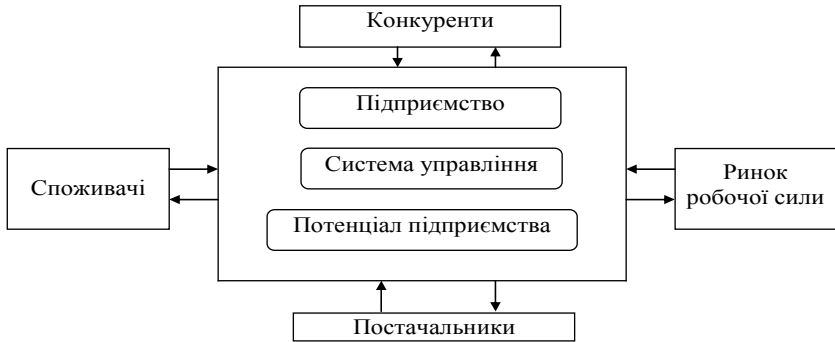 Конкуренти
Підприємство
Система управління
Потенціал підприємства
Споживачі
Ринок
робочої сили
Постачальники